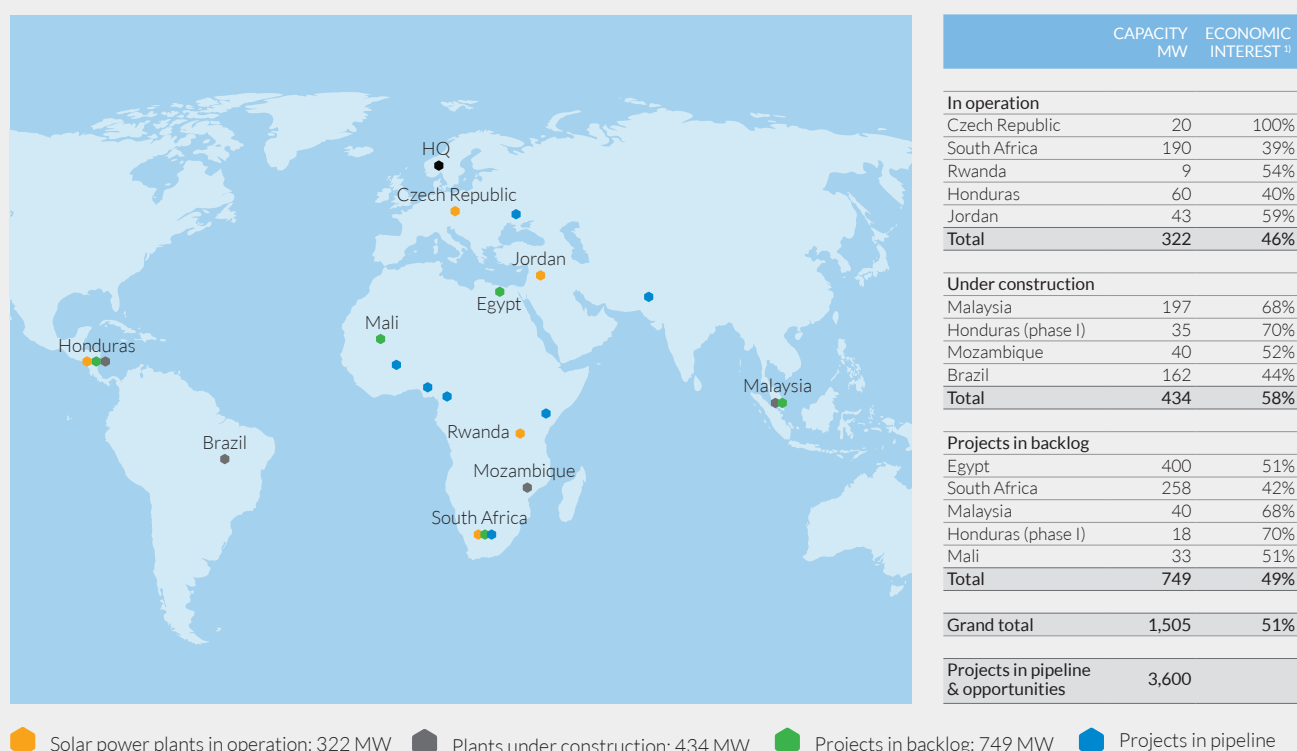 HQ
Czech Republic
Jordan
Egypt
Mali
Honduras
Malaysia
Brazil
Rwanda
Mozambique
South Africa
CAPACITY ECONOMIC
MW INTEREST 1)
In operation
Czech Republic 20 100%
South Africa 190 39%
Rwanda 9 54%
Honduras 60 40%
Jordan 43 59%
Total 322 46%
Under construction
Malaysia 197 68%
Honduras (phase I) 35 70%
Mozambique 40 52%
Brazil 162 44%
Total 434 58%
Projects in backlog
Egypt 400 51%
South Africa 258 42%
Malaysia 40 68%
Honduras (phase I) 18 70%
Mali 33 51%
Total 749 49%
Grand total 1,505 51%
Projects in pipeline
& opportunities 3,600
Solar power plants in operation: 322 MW
Plants under construction: 434 MW
Projects in backlog: 749 MW
Projects in pipeline